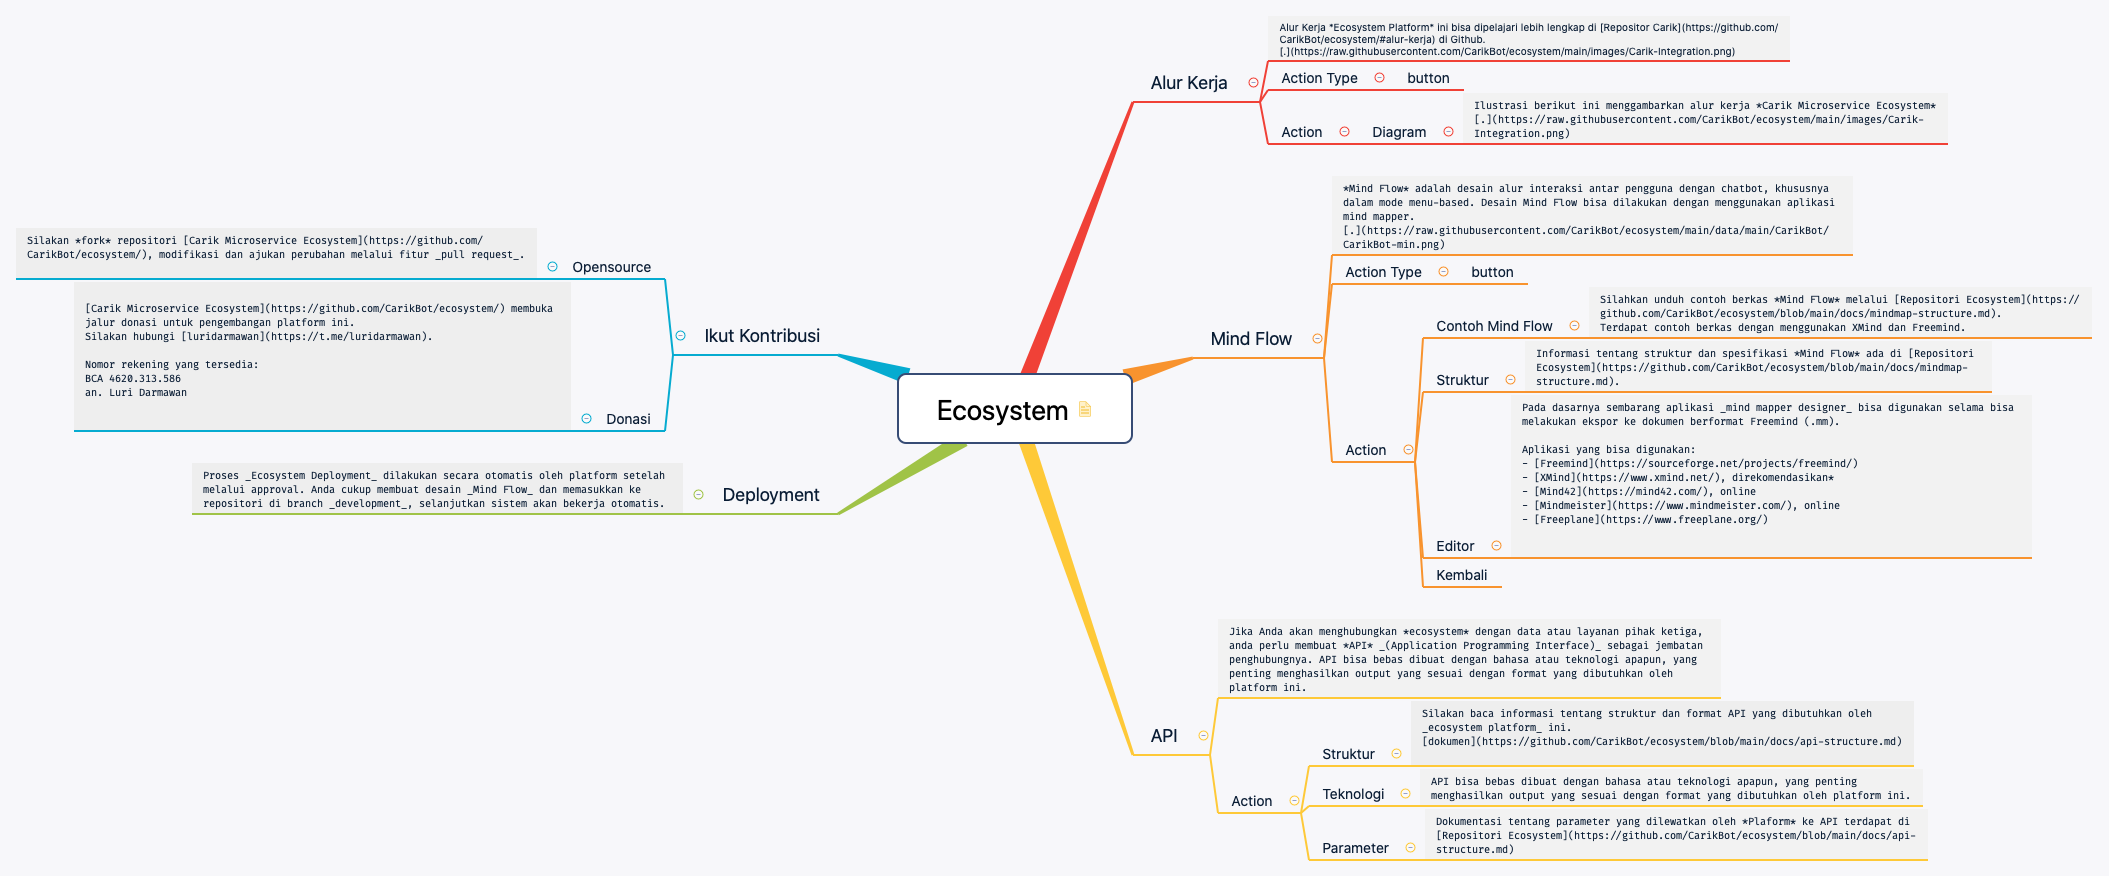 Ecosystem
Alur Kerja
Alur Kerja *Ecosystem Platform* ini bisa dipelajari lebih lengkap di [Repositor Carik](https://github.com/
CarikBot/ecosystem/#alur-kerja) di Github.
[.](https://raw.githubusercontent.com/CarikBot/ecosystem/main/images/Carik-Integration.png)
Action Type
button
Action
Diagram
Ilustrasi berikut ini menggambarkan alur kerja *Carik Microservice Ecosystem*
[.](https://raw.githubusercontent.com/CarikBot/ecosystem/main/images/Carik-
Integration.png)
Mind Flow
*Mind Flow* adalah desain alur interaksi antar pengguna dengan chatbot, khususnya
dalam mode menu-based. Desain Mind Flow bisa dilakukan dengan menggunakan aplikasi
mind mapper.
[.](https://raw.githubusercontent.com/CarikBot/ecosystem/main/data/main/CarikBot/
CarikBot-min.png)
Action Type
button
Action
Contoh Mind Flow
Silahkan unduh contoh berkas *Mind Flow* melalui [Repositori Ecosystem](https://
github.com/CarikBot/ecosystem/blob/main/docs/mindmap-structure.md).
Terdapat contoh berkas dengan menggunakan XMind dan Freemind.
Struktur
Informasi tentang struktur dan spesifikasi *Mind Flow* ada di [Repositori
Ecosystem](https://github.com/CarikBot/ecosystem/blob/main/docs/mindmap-
structure.md).
Editor
Pada dasarnya sembarang aplikasi _mind mapper designer_ bisa digunakan selama bisa
melakukan ekspor ke dokumen berformat Freemind (.mm).
Aplikasi yang bisa digunakan:
- [Freemind](https://sourceforge.net/projects/freemind/)
- [XMind](https://www.xmind.net/), direkomendasikan*
- [Mind42](https://mind42.com/), online
- [Mindmeister](https://www.mindmeister.com/), online
- [Freeplane](https://www.freeplane.org/)
Kembali
API
Jika Anda akan menghubungkan *ecosystem* dengan data atau layanan pihak ketiga,
anda perlu membuat *API* _(Application Programming Interface)_ sebagai jembatan
penghubungnya. API bisa bebas dibuat dengan bahasa atau teknologi apapun, yang
penting menghasilkan output yang sesuai dengan format yang dibutuhkan oleh
platform ini.
Action
Struktur
Silakan baca informasi tentang struktur dan format API yang dibutuhkan oleh
_ecosystem platform_ ini.
[dokumen](https://github.com/CarikBot/ecosystem/blob/main/docs/api-structure.md)
Teknologi
API bisa bebas dibuat dengan bahasa atau teknologi apapun, yang penting
menghasilkan output yang sesuai dengan format yang dibutuhkan oleh platform ini.
Parameter
Dokumentasi tentang parameter yang dilewatkan oleh *Plaform* ke API terdapat di
[Repositori Ecosystem](https://github.com/CarikBot/ecosystem/blob/main/docs/api-
structure.md)
Ikut Kontribusi
Opensource
Silakan *fork* repositori [Carik Microservice Ecosystem](https://github.com/
CarikBot/ecosystem/), modifikasi dan ajukan perubahan melalui fitur _pull request_.
Donasi
[Carik Microservice Ecosystem](https://github.com/CarikBot/ecosystem/) membuka
jalur donasi untuk pengembangan platform ini.
Silakan hubungi [luridarmawan](https://t.me/luridarmawan).
Nomor rekening yang tersedia:
BCA 4620.313.586
an. Luri Darmawan
Deployment
Proses _Ecosystem Deployment_ dilakukan secara otomatis oleh platform setelah
melalui approval. Anda cukup membuat desain _Mind Flow_ dan memasukkan ke
repositori di branch _development_, selanjutkan sistem akan bekerja otomatis.